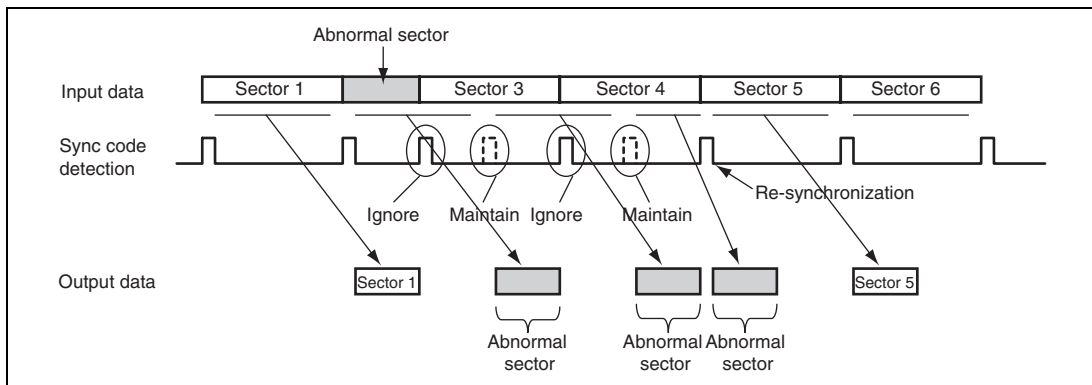 Abnormal sector
Input data
Sector 1
Sector 3
Sector 4
Sector 5
Sector 6
Sync code
detection
Ignore
Maintain
Ignore
Maintain
Re-synchronization
Output data
Sector 1
Sector 5
Abnormal
sector
Abnormal
sector
Abnormal
sector